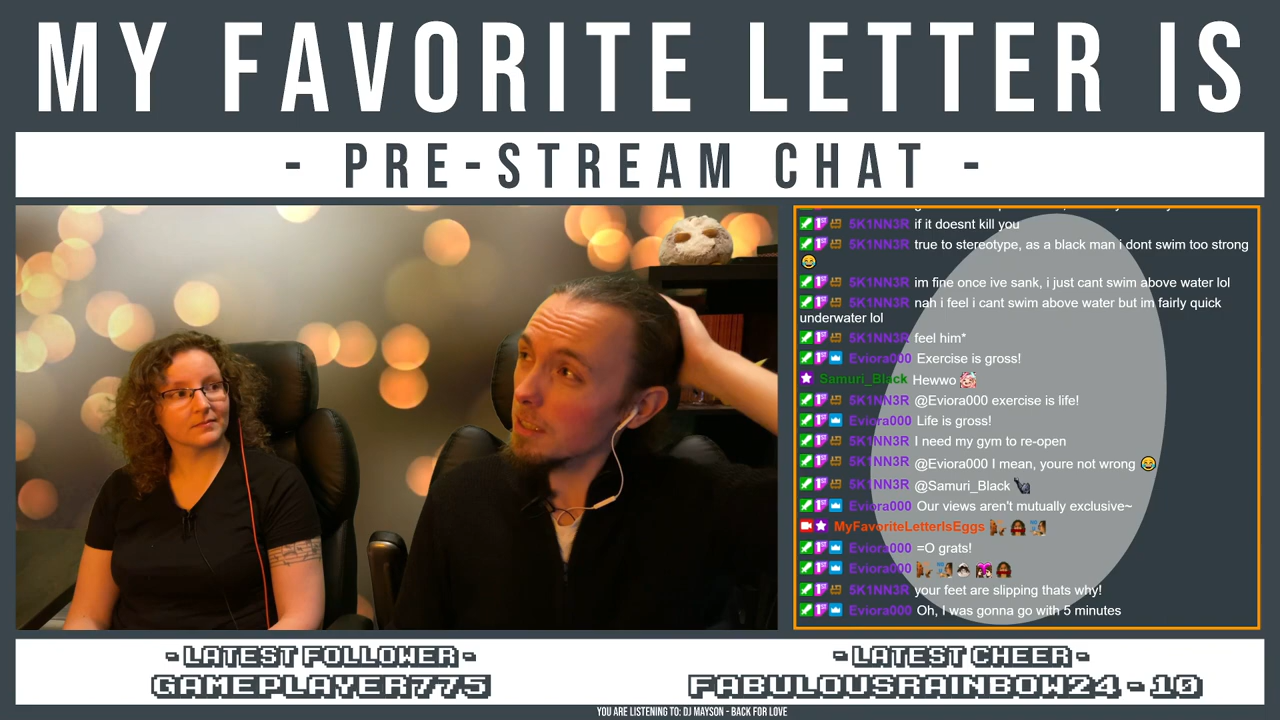 MY FAVORITE LETTER IS
- PRE-STREAM CHAT -
5K1NN3R if it doesnt kill you
5K1NN3R true to stereotype, as a black man i dont swim too strong
5K1NN3R im fine once ive sank, i just cant swim above water lol
5K1NN3R nah i feel i cant swim above water but im fairly quick
underwater lol
5K1NN3R feel him*
Eviora000 Exercise is gross!
Samuri_Black Hewwo
5K1NN3R @Eviora000 exercise is life!
Eviora000 Life is gross!
5K1NN3R I need my gym to re-open
5K1NN3R @Eviora000 I mean, youre not wrong
5K1NN3R @Samuri_Black
Eviora000 Our views aren't mutually exclusive~
MyFavoriteLetterIsEggs
Eviora000 =O grats!
Eviora000
5K1NN3R your feet are slipping thats why!
Eviora000 Oh, I was gonna go with 5 minutes
- LATEST FOLLOWER -
GAMEPLAYER775
- LATEST CHEER -
FABULOUSRAINBOW24 - 10
YOU ARE LISTENING TO: DJ MAYSON - BACK FOR LOVE